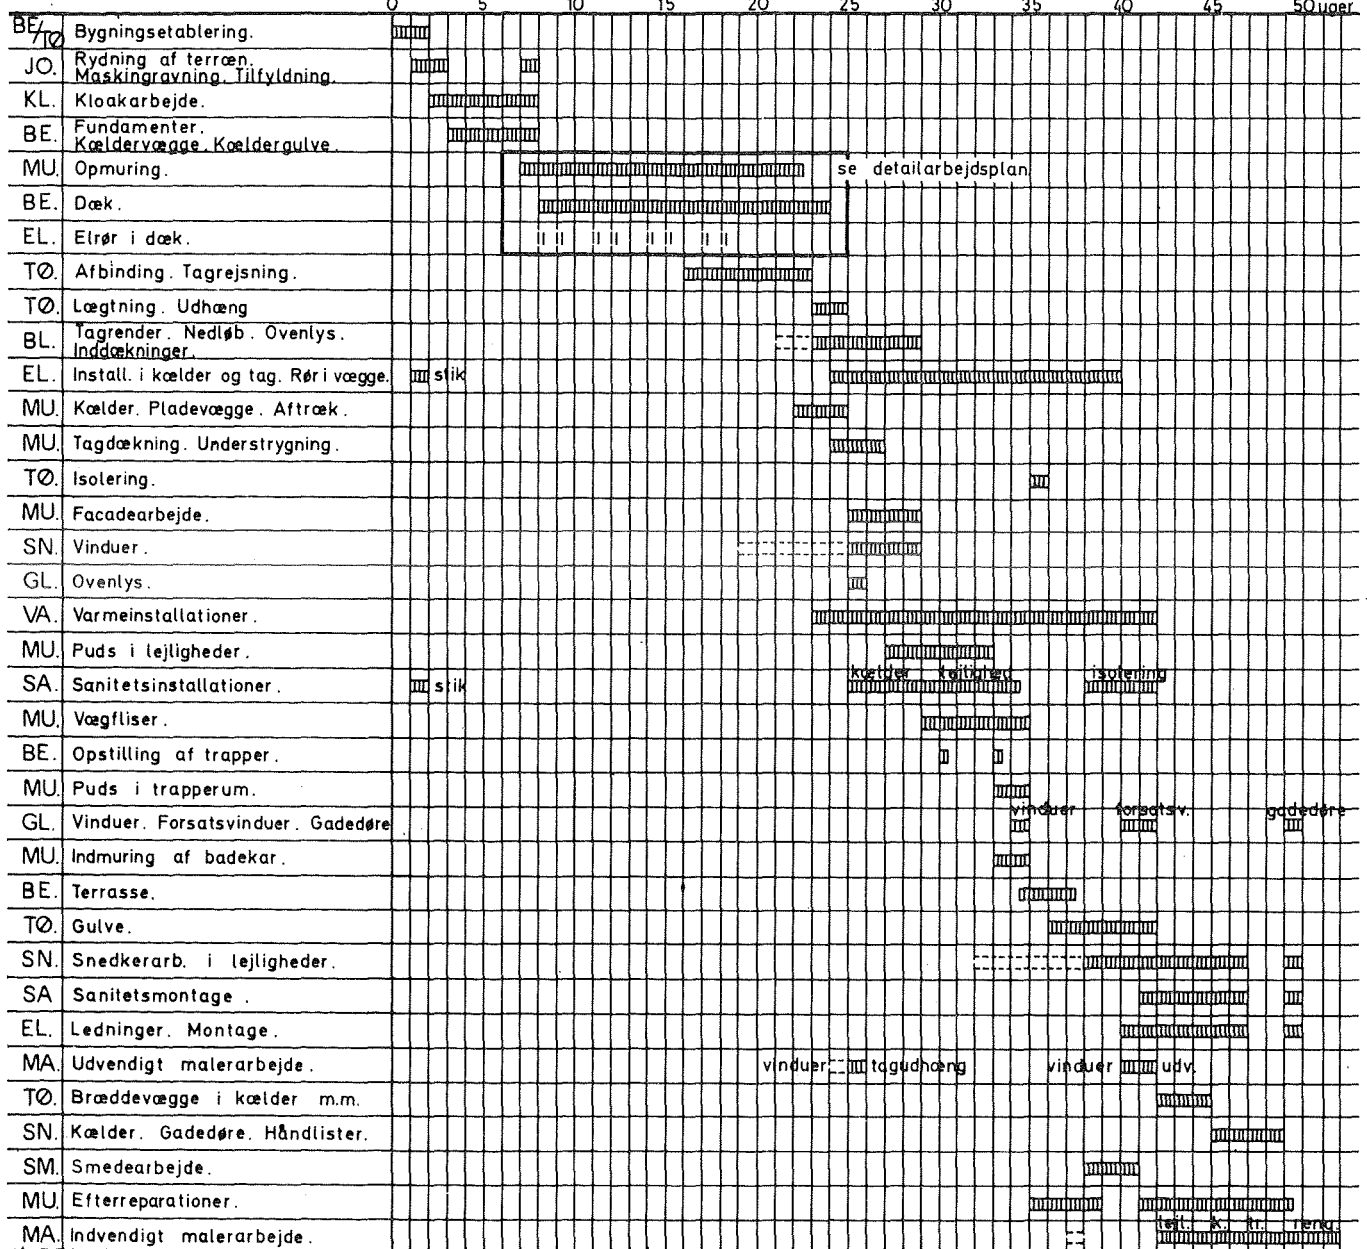 0 5 10 15 20 25 30 35 40 45 50 uger
BE/TØ Bygningsetablering.
JO. Rydning af terræn.
Maskingravning. Tilfyldning.
KL. Kloakarbejde.
BE. Fundamenter.
Kældervægge. Kældergulve.
MU. Opmuring. se detailarbejdsplan
BE. Dæk.
EL. Elrør i dæk.
TØ. Afbinding. Tagrejsning.
TØ. Lægtning. Udhæng
BL. Tagrender. Nedløb. Ovenlys.
Inddækninger.
EL. Install. i kælder og tag. Rør i vægge. stik
MU. Kælder. Pladevægge. Aftræk.
MU. Tagdækning. Understrygning.
TØ. Isolering.
MU. Facadearbejde.
SN. Vinduer.
GL. Ovenlys.
VA. Varmeinstallationer.
MU. Puds i lejligheder.
SA. Sanitetsinstallationer. stik kælder lejlighed isolering
MU. Vægfliser.
BE. Opstilling af trapper.
MU. Puds i trapperum.
GL. Vinduer. Forsatsvinduer. Gadedøre vinduer forsatsv. gadedøre
MU. Indmuring af badekar.
BE. Terrasse.
TØ. Gulve.
SN. Snedkerarb. i lejligheder.
SA Sanitetsmontage.
EL. Ledninger. Montage.
MA. Udvendigt malerarbejde. vinduer tagudhæng vinduer udv.
TØ. Bræddevægge i kælder m.m.
SN. Kælder. Gadedøre. Håndlister.
SM. Smedearbejde.
MU. Efterreparationer.
MA. Indvendigt malerarbejde. lejl. k. tr. reng.